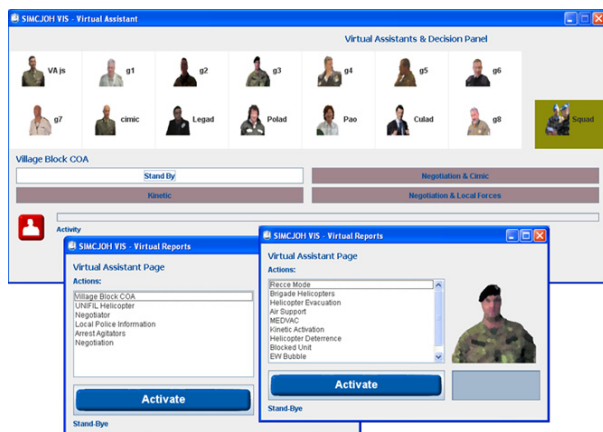 SIMCJOH VIS - Virtual Assistant
Virtual Assistants & Decision Panel
VA js
g1
g2
g3
g4
g5
g6
g7
cimic
Legad
Polad
Pao
Culad
g8
Squad
Village Block COA
Stand By
Negotiation & Cimic
Kinetic
Negotiation & Local Forces
Activity
SIMCJOH VIS - Virtual Reports
Virtual Assistant Page
Actions:
Village Block COA
UNIFIL Helicopter
Negotiator
Local Police Information
Arrest Agitators
Negotiation
Activate
Stand-Bye
SIMCJOH VIS - Virtual Reports
Virtual Assistant Page
Actions:
Recce Mode
Brigade Helicopters
Helicopter Evacuation
Air Support
MEDVAC
Kinetic Activation
Helicopter Deterrence
Blocked Unit
EW Bubble
Activate
Stand-Bye